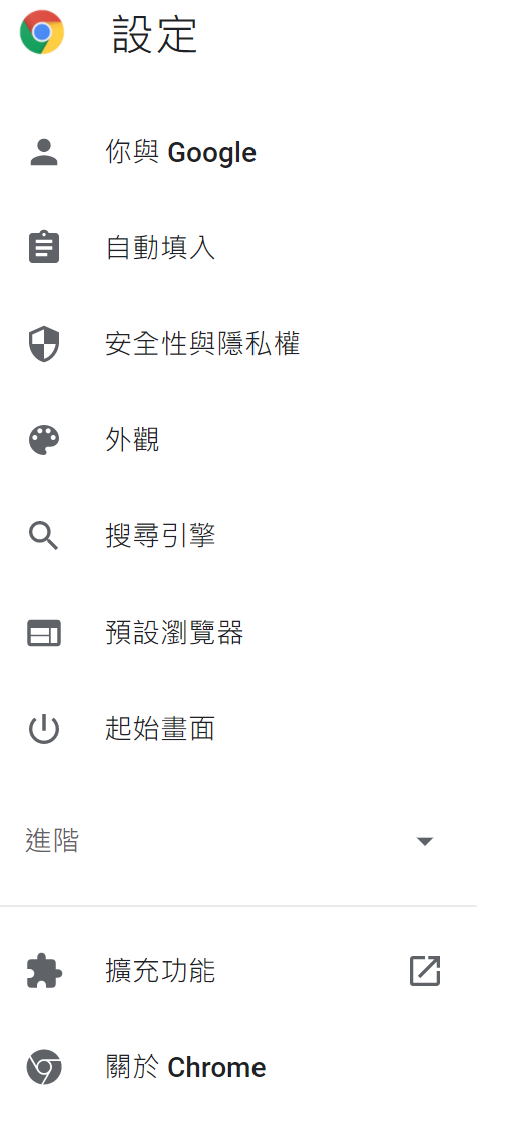 設定
你與 Google
自動填入
安全性與隱私權
外觀
搜尋引擎
預設瀏覽器
起始畫面
進階
擴充功能
關於 Chrome